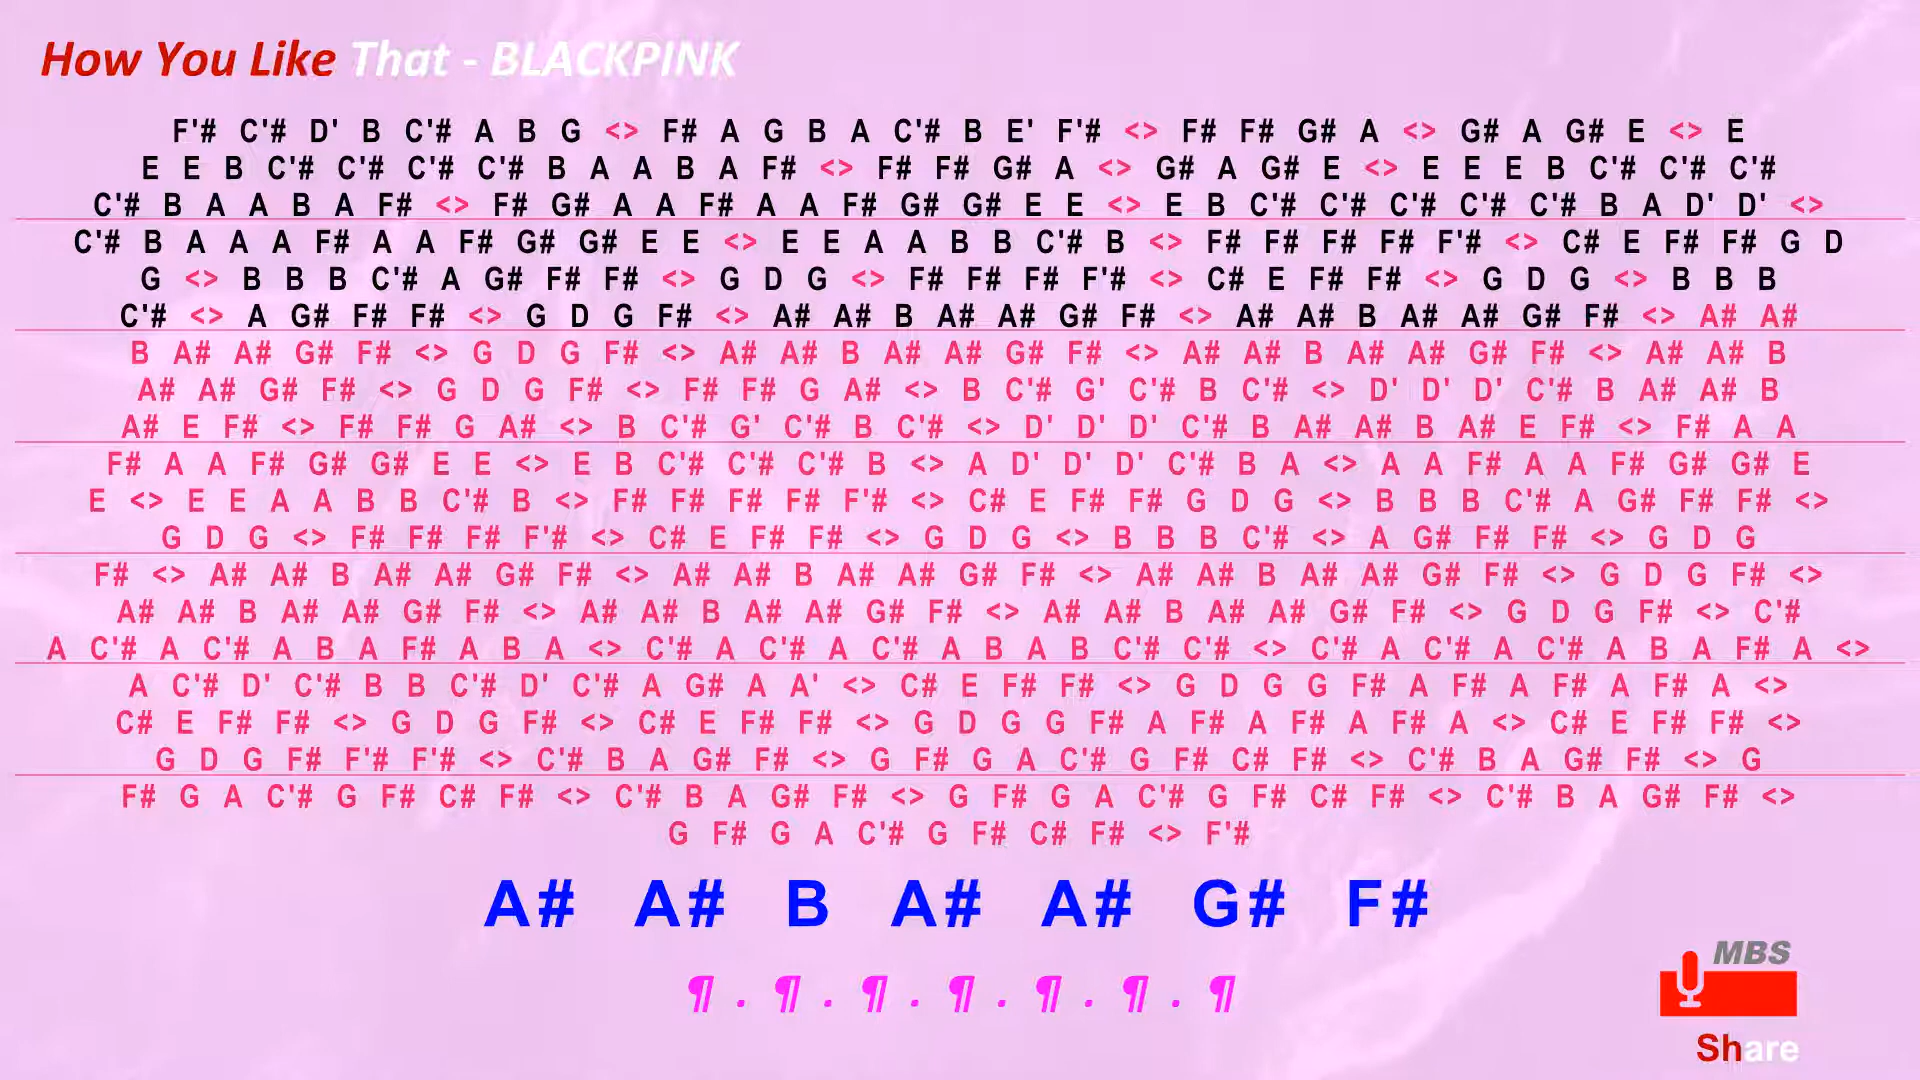 How You Like That - BLACKPINK
F'# C'# D' B C'# A B G <> F# A G B A C'# B E' F'# <> F# F# G# A <> G# A G# E <> E
E E B C'# C'# C'# C'# B A A B A F# <> F# F# G# A <> G# A G# E <> E E E B C'# C'# C'#
C'# B A A B A F# <> F# G# A A F# A A F# G# G# E E <> E B C'# C'# C'# C'# C'# B A D' D' <>
C'# B A A A F# A A F# G# G# E E <> E E A A B B C'# B <> F# F# F# F# F'# <> C# E F# F# G D
G <> B B B C'# A G# F# F# <> G D G <> F# F# F# F'# <> C# E F# F# <> G D G <> B B B
C'# <> A G# F# F# <> G D G F# <> A# A# B A# A# G# F# <> A# A# B A# A# G# F# <> A# A#
B A# A# G# F# <> G D G F# <> A# A# B A# A# G# F# <> A# A# B A# A# G# F# <> A# A# B
A# A# G# F# <> G D G F# <> F# F# G A# <> B C'# G' C'# B C'# <> D' D' D' C'# B A# A# B
A# E F# <> F# F# G A# <> B C'# G' C'# B C'# <> D' D' D' C'# B A# A# B A# E F# <> F# A A
F# A A F# G# G# E E <> E B C'# C'# C'# B <> A D' D' D' C'# B A <> A A F# A A F# G# G# E
E <> E E A A B B C'# B <> F# F# F# F# F'# <> C# E F# F# G D G <> B B B C'# A G# F# F# <>
G D G <> F# F# F# F'# <> C# E F# F# <> G D G <> B B B C'# <> A G# F# F# <> G D G
F# <> A# A# B A# A# G# F# <> A# A# B A# A# G# F# <> A# A# B A# A# G# F# <> G D G F# <>
A# A# B A# A# G# F# <> A# A# B A# A# G# F# <> A# A# B A# A# G# F# <> G D G F# <> C'#
A C'# A C'# A B A F# A B A <> C'# A C'# A C'# A B A B C'# C'# <> C'# A C'# A C'# A B A F# A <>
A C'# D' C'# B B C'# D' C'# A G# A A' <> C# E F# F# <> G D G G F# A F# A F# A F# A <>
C# E F# F# <> G D G F# <> C# E F# F# <> G D G G F# A F# A F# A F# A <> C# E F# F# <>
G D G F# F'# F'# <> C'# B A G# F# <> G F# G A C'# G F# C# F# <> C'# B A G# F# <> G
F# G A C'# G F# C# F# <> C'# B A G# F# <> G F# G A C'# G F# C# F# <> C'# B A G# F# <>
G F# G A C'# G F# C# F# <> F'#
A# A# B A# A# G# F#
¶ . ¶ . ¶ . ¶ . ¶ . ¶ . ¶
MBS
Share